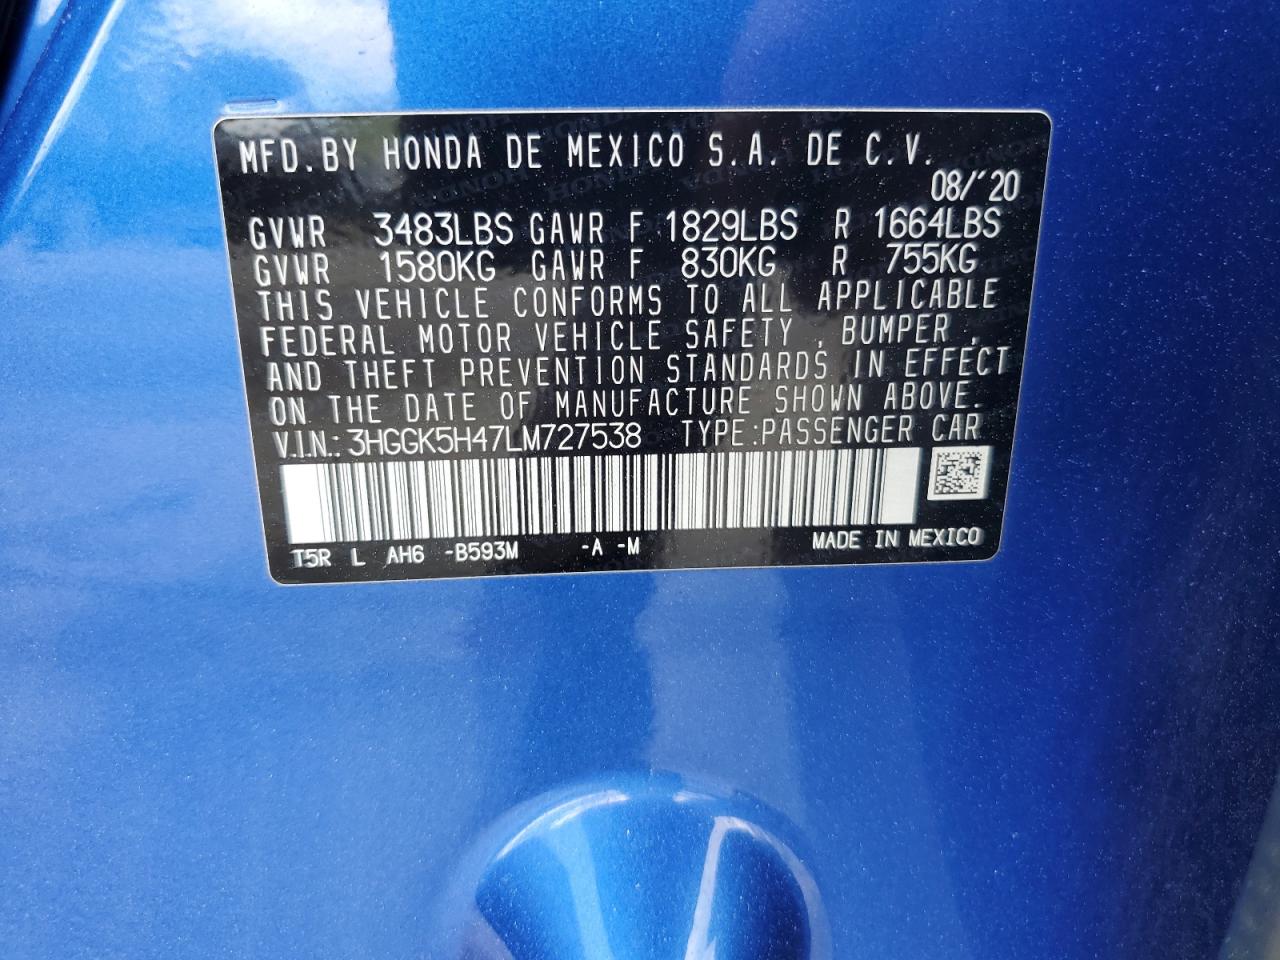 MFD.BY HONDA DE MEXICO S.A. DE C.V.
08/'20
GVWR 3483LBS GAWR F 1829LBS R 1664LBS
GVWR 1580KG GAWR F 830KG R 755KG
THIS VEHICLE CONFORMS TO ALL APPLICABLE
FEDERAL MOTOR VEHICLE SAFETY , BUMPER ,
AND THEFT PREVENTION STANDARDS IN EFFECT
ON THE DATE OF MANUFACTURE SHOWN ABOVE.
V.I.N.: 3HGGK5H47LM727538 TYPE:PASSENGER CAR
T5R L AH6 -B593M -A -M MADE IN MEXICO